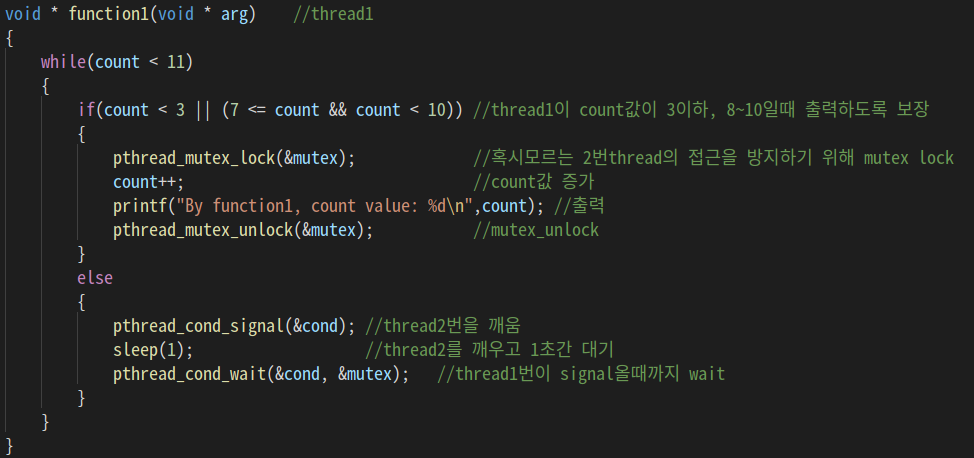 void * function1(void * arg)    //thread1
{
    while(count < 11)
    {
        if(count < 3 || (7 <= count && count < 10)) //thread1이 count값이 3이하, 8~10일때 출력하도록 보장
        {
            pthread_mutex_lock(&mutex);             //혹시모르는 2번thread의 접근을 방지하기 위해 mutex lock
            count++;                                //count값 증가
            printf("By function1, count value: %d\n",count); //출력
            pthread_mutex_unlock(&mutex);           //mutex_unlock
        }
        else
        {
            pthread_cond_signal(&cond); //thread2번을 깨움
            sleep(1);                   //thread2를 깨우고 1초간 대기
            pthread_cond_wait(&cond, &mutex);   //thread1번이 signal올때까지 wait
        }
    }
}